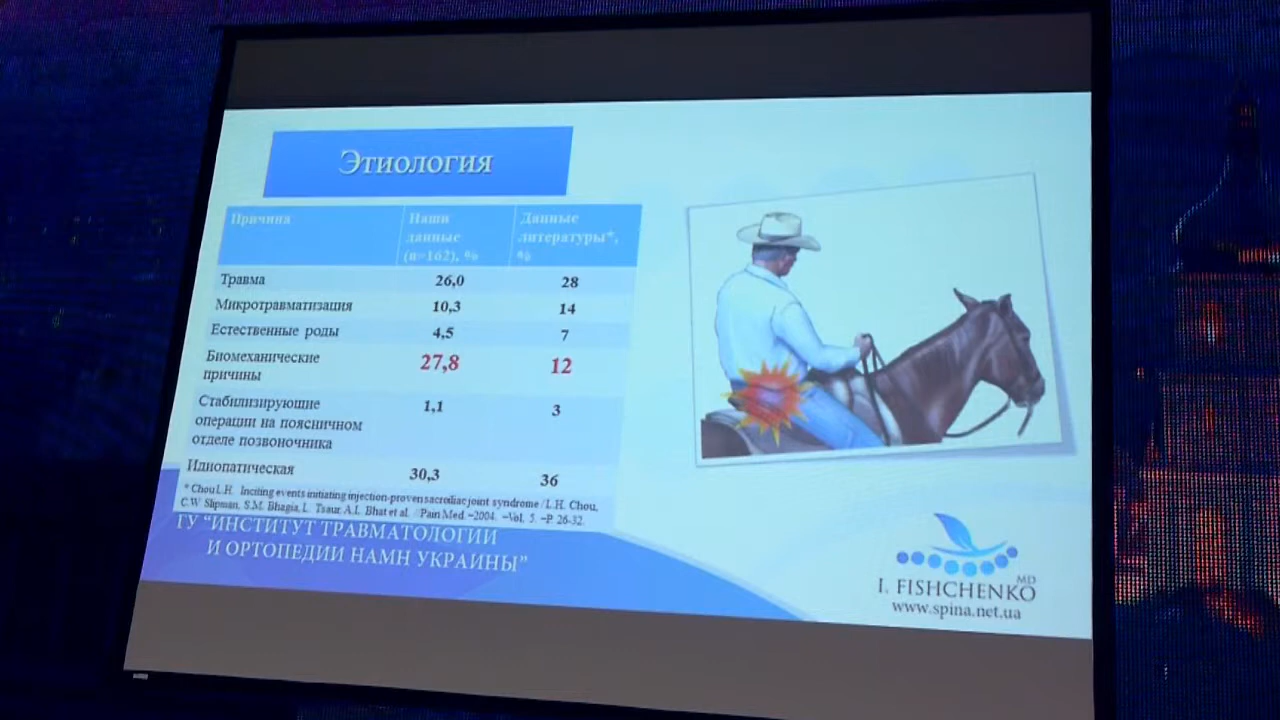 Этиология
Причина
Наши
данные
(n=162), %
Данные
литературы*,
%
Травма 26,0 28
Микротравматизация 10,3 14
Естественные роды 4,5 7
Биомеханические
причины
27,8 12
Стабилизирующие
операции на поясничном
отделе позвоночника
1,1 3
Идиопатическая 30,3 36
* Chou L.H. Inciting events initiating injection-proven sacroiliac joint syndrome / L.H. Chou,
C.W. Slipman, S.M. Bhagia, L. Tsaur, A.L. Bhat et al. //Pain Med. –2004. –Vol. 5. –P. 26-32.
ГУ “ИНСТИТУТ ТРАВМАТОЛОГИИ
И ОРТОПЕДИИ НАМН УКРАИНЫ”
I. FISHCHENKO MD
www.spina.net.ua